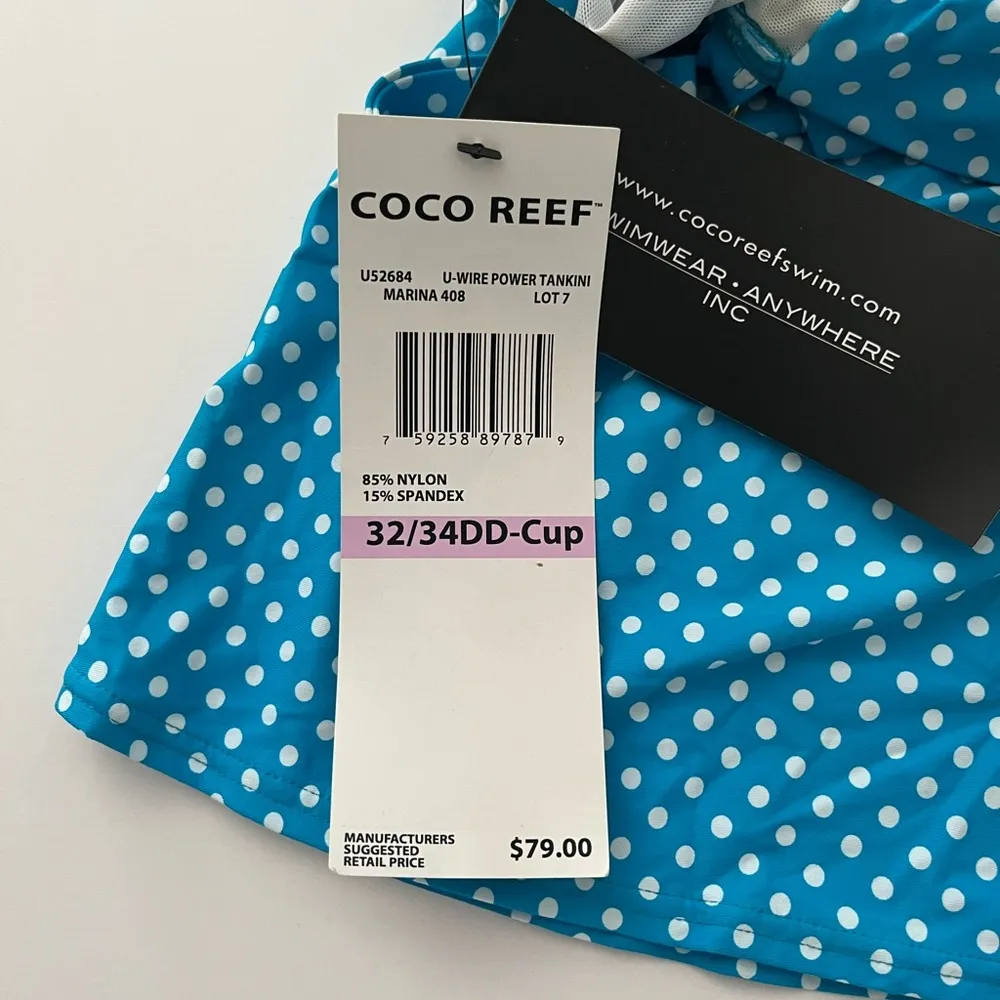 COCO REEF™
U52684 U-WIRE POWER TANKINI
MARINA 408 LOT 7
7 59258 89787 9
85% NYLON
15% SPANDEX
32/34DD-Cup
MANUFACTURERS
SUGGESTED
RETAIL PRICE
$79.00
www.cocoreefswim.com
WIMWEAR • ANYWHERE
INC